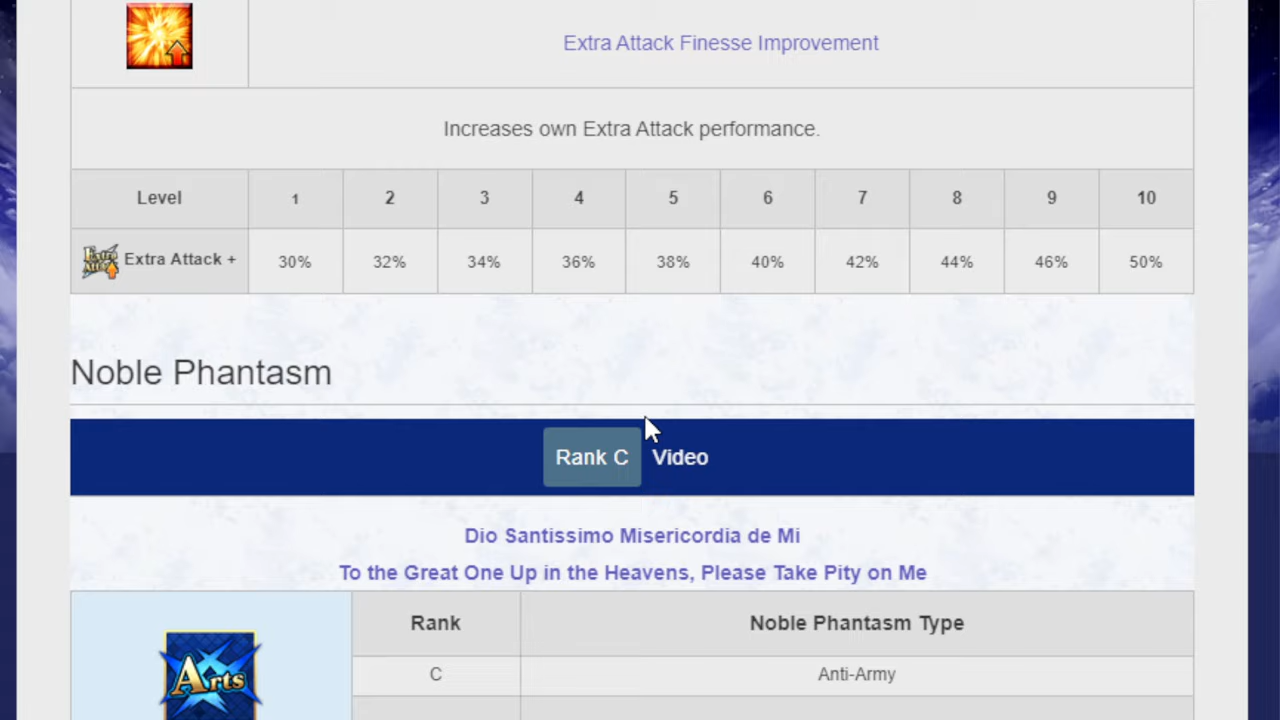 Extra Attack Finesse Improvement
Increases own Extra Attack performance.
Level 1 2 3 4 5 6 7 8 9 10
Extra Attack + 30% 32% 34% 36% 38% 40% 42% 44% 46% 50%
Noble Phantasm
Rank C Video
Dio Santissimo Misericordia de Mi
To the Great One Up in the Heavens, Please Take Pity on Me
Rank Noble Phantasm Type
Arts
C Anti-Army